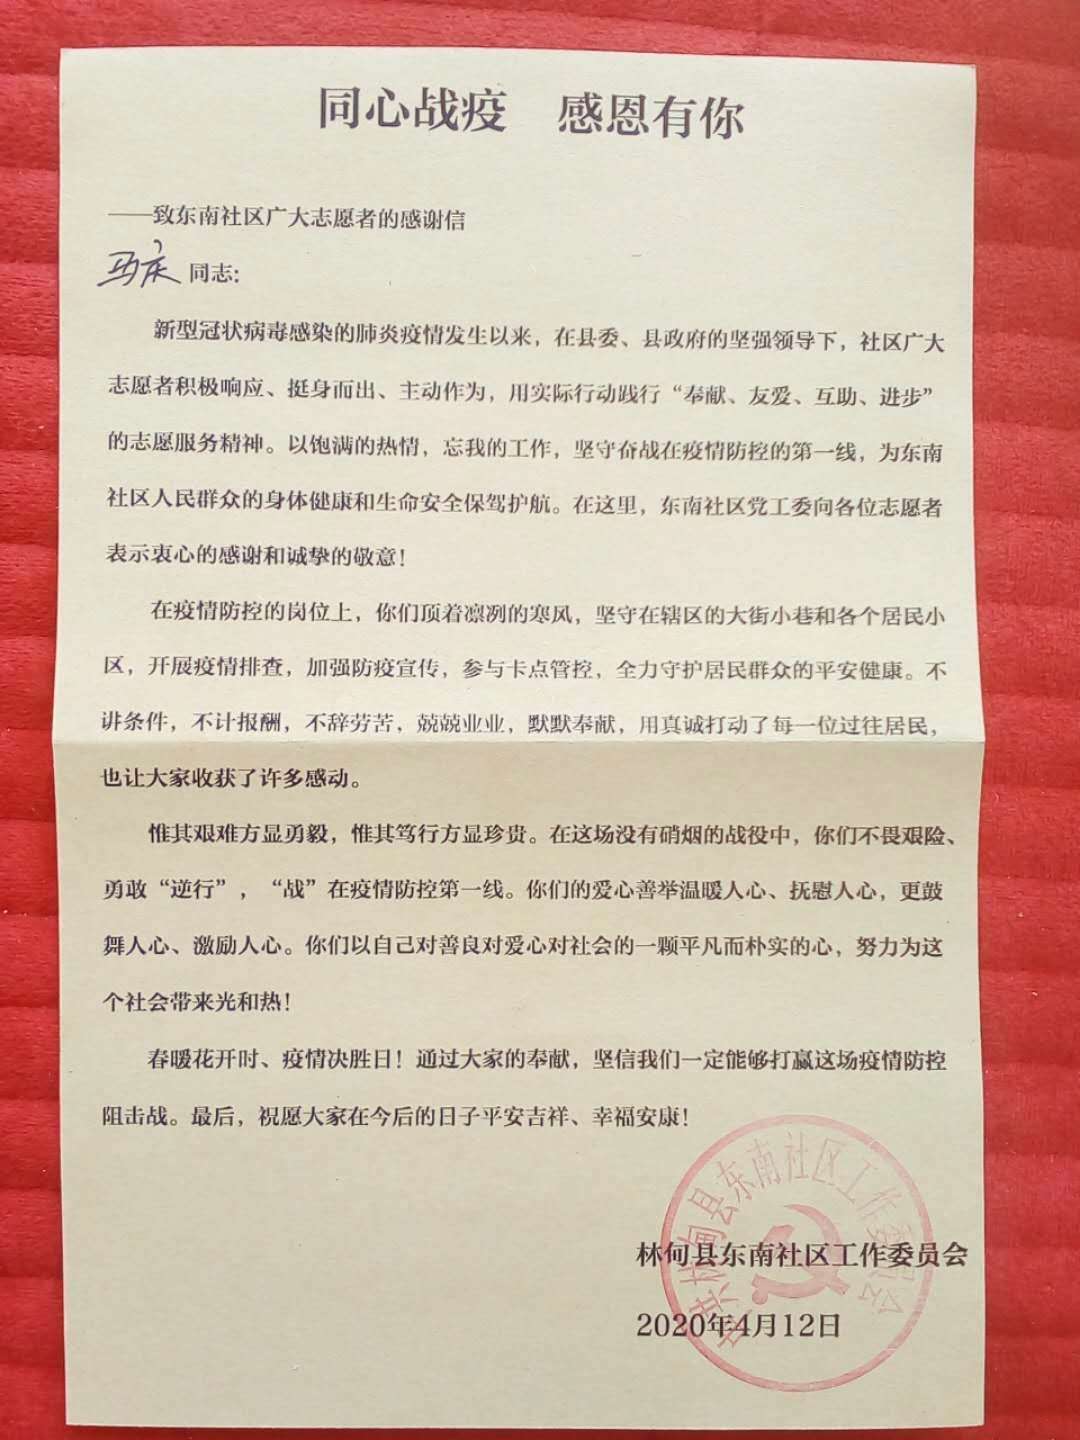 同心战疫 感恩有你
——致东南社区广大志愿者的感谢信
马庆 同志:
新型冠状病毒感染的肺炎疫情发生以来，在县委、县政府的坚强领导下，社区广大
志愿者积极响应、挺身而出、主动作为，用实际行动践行“奉献、友爱、互助、进步”
的志愿服务精神。以饱满的热情，忘我的工作，坚守奋战在疫情防控的第一线，为东南
社区人民群众的身体健康和生命安全保驾护航。在这里，东南社区党工委向各位志愿者
表示衷心的感谢和诚挚的敬意！
在疫情防控的岗位上，你们顶着凛冽的寒风，坚守在辖区的大街小巷和各个居民小
区，开展疫情排查，加强防疫宣传，参与卡点管控，全力守护居民群众的平安健康。不
讲条件，不计报酬，不辞劳苦，兢兢业业，默默奉献，用真诚打动了每一位过往居民，
也让大家收获了许多感动。
惟其艰难方显勇毅，惟其笃行方显珍贵。在这场没有硝烟的战役中，你们不畏艰险、
勇敢“逆行”，“战”在疫情防控第一线。你们的爱心善举温暖人心、抚慰人心，更鼓
舞人心、激励人心。你们以自己对善良对爱心对社会的一颗平凡而朴实的心，努力为这
个社会带来光和热！
春暖花开时、疫情决胜日！通过大家的奉献，坚信我们一定能够打赢这场疫情防控
阻击战。最后，祝愿大家在今后的日子平安吉祥、幸福安康！
中共林甸县东南社区工作委员会
林甸县东南社区工作委员会
2020年4月12日